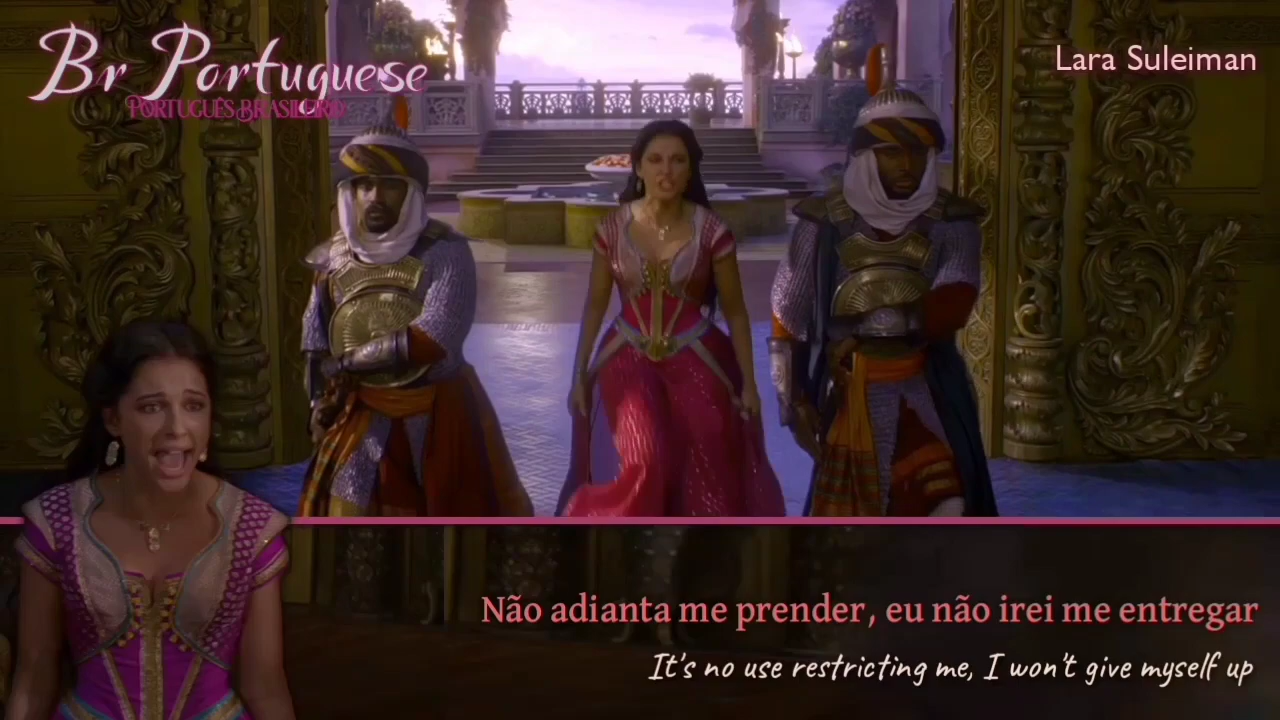 Br Portuguese
Português Brasileiro
Lara Suleiman
Não adianta me prender, eu não irei me entregar
It's no use restricting me, I won't give myself up